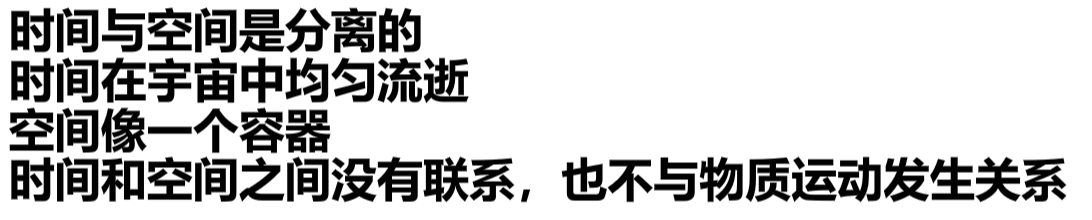 时间与空间是分离的
时间在宇宙中均匀流逝
空间像一个容器
时间和空间之间没有联系，也不与物质运动发生关系